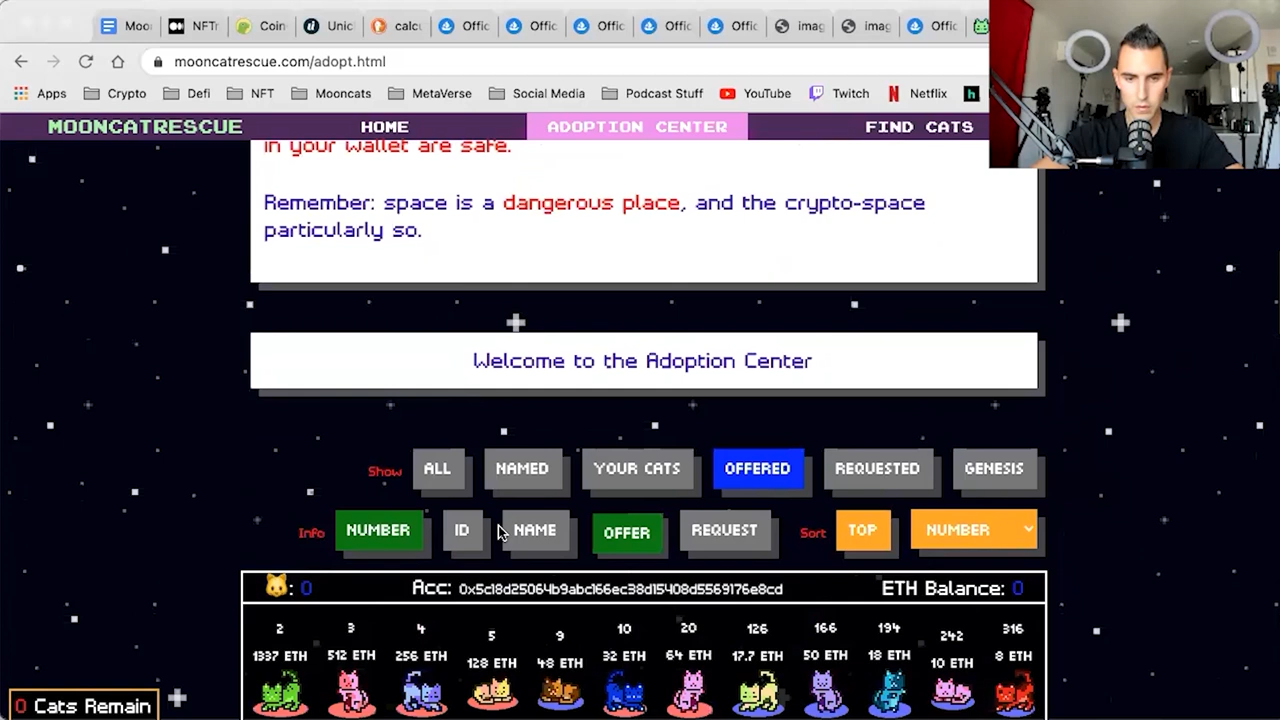 Moo NFTr Coin Unic calcu Offic Offic Offic Offic Offic imag imag Offic
mooncatrescue.com/adopt.html
Apps Crypto Defi NFT Mooncats MetaVerse Social Media Podcast Stuff YouTube Twitch Netflix h
MOONCATRESCUE HOME ADOPTION CENTER FIND CATS
in your wallet are safe.
Remember: space is a dangerous place, and the crypto-space
particularly so.
Welcome to the Adoption Center
Show ALL NAMED YOUR CATS OFFERED REQUESTED GENESIS
Info NUMBER ID NAME OFFER REQUEST Sort TOP NUMBER
: 0 Acc: 0x5c18d25064b9abc166ec38d15408d5569176e8cd ETH Balance: 0
2 3 4 5 9 10 20 126 166 194 242 316
1337 ETH 512 ETH 256 ETH 128 ETH 48 ETH 32 ETH 64 ETH 17.7 ETH 50 ETH 18 ETH 10 ETH 8 ETH
0 Cats Remain